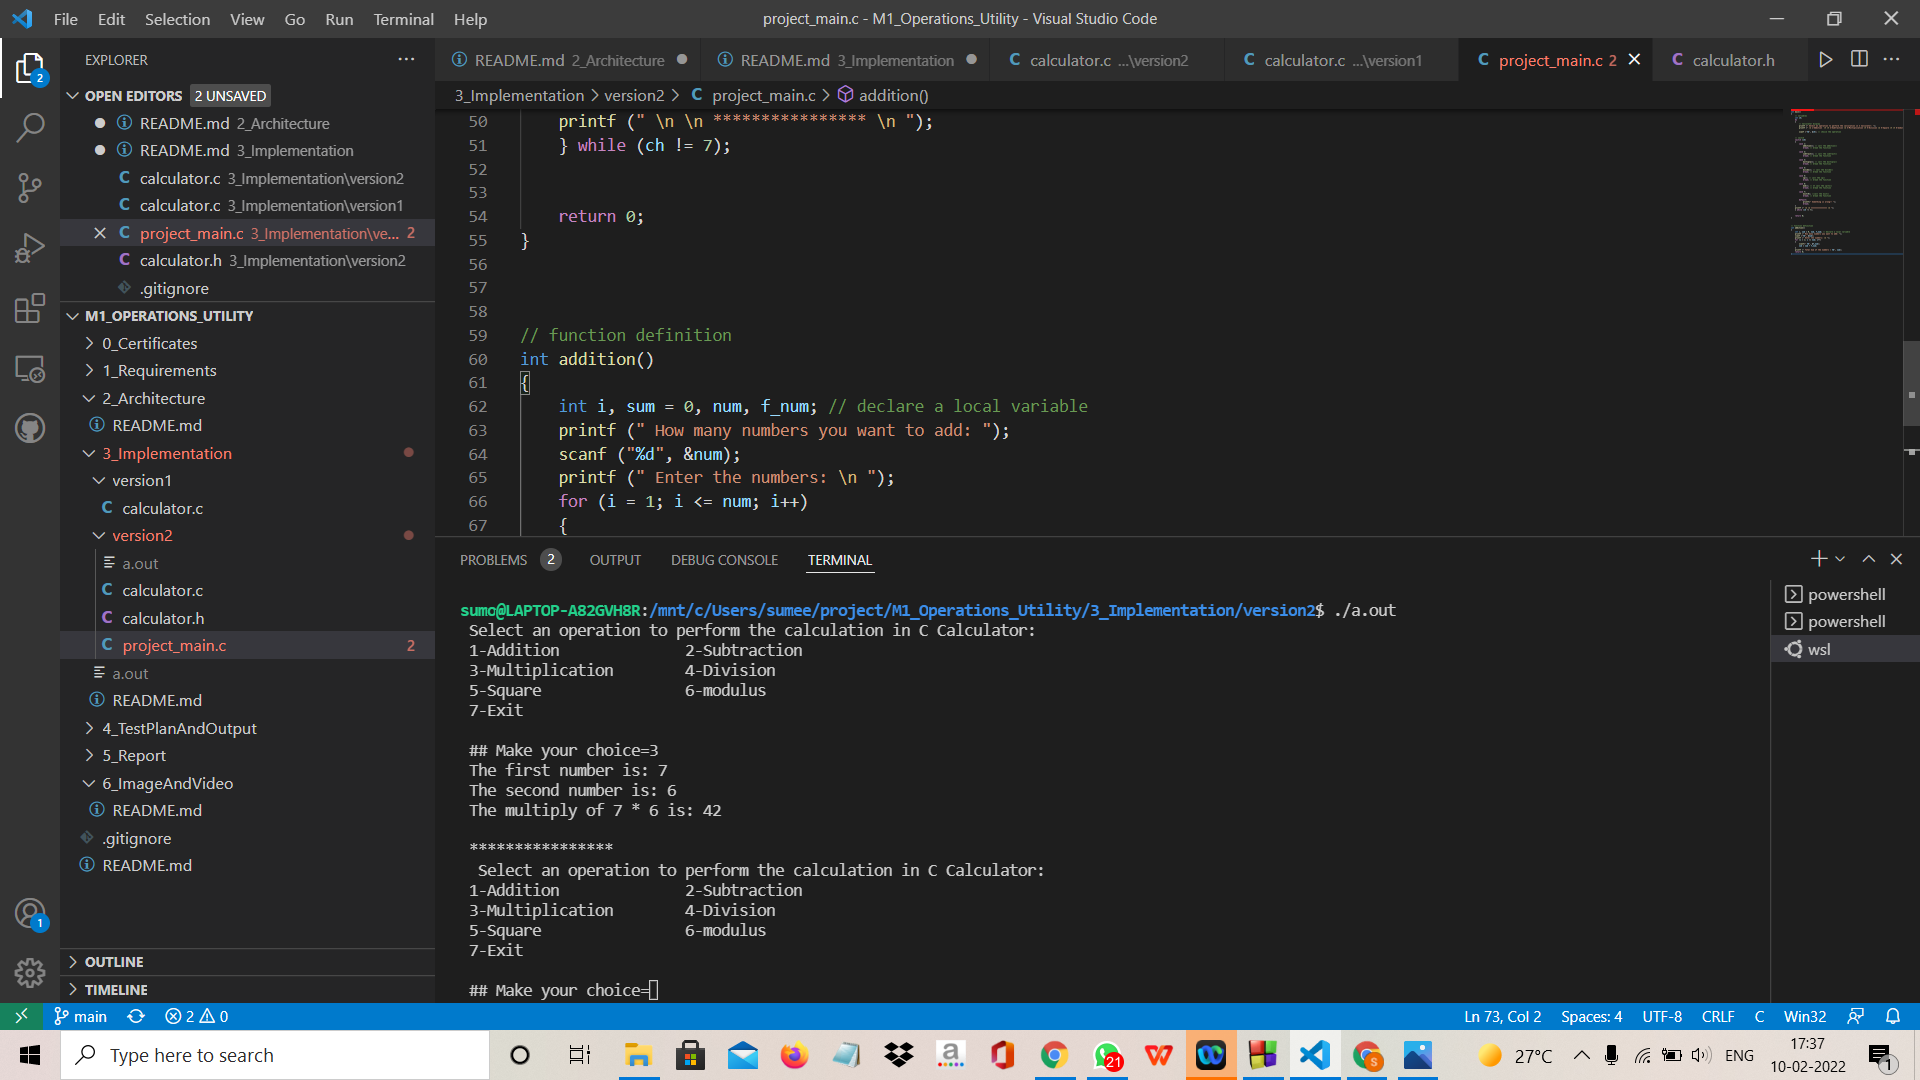 File Edit Selection View Go Run Terminal Help
project_main.c - M1_Operations_Utility - Visual Studio Code
EXPLORER
README.md 2_Architecture
README.md 3_Implementation
calculator.c ...\version2
calculator.c ...\version1
project_main.c 2
calculator.h
OPEN EDITORS 2 UNSAVED
README.md 2_Architecture
README.md 3_Implementation
calculator.c 3_Implementation\version2
calculator.c 3_Implementation\version1
project_main.c 3_Implementation\ve... 2
calculator.h 3_Implementation\version2
.gitignore
M1_OPERATIONS_UTILITY
0_Certificates
1_Requirements
2_Architecture
README.md
3_Implementation
version1
calculator.c
version2
a.out
calculator.c
calculator.h
project_main.c 2
a.out
README.md
4_TestPlanAndOutput
5_Report
6_ImageAndVideo
README.md
.gitignore
README.md
OUTLINE
TIMELINE
3_Implementation > version2 > C project_main.c > addition()
50 printf (" \n \n **************** \n ");
51 } while (ch != 7);
52
53
54 return 0;
55 }
56
57
58
59 // function definition
60 int addition()
61 {
62 int i, sum = 0, num, f_num; // declare a local variable
63 printf (" How many numbers you want to add: ");
64 scanf ("%d", &num);
65 printf (" Enter the numbers: \n ");
66 for (i = 1; i <= num; i++)
67 {
PROBLEMS 2 OUTPUT DEBUG CONSOLE TERMINAL
powershell
powershell
wsl
sumo@LAPTOP-A82GVH8R:/mnt/c/Users/sumee/project/M1_Operations_Utility/3_Implementation/version2$ ./a.out
Select an operation to perform the calculation in C Calculator:
1-Addition 2-Subtraction
3-Multiplication 4-Division
5-Square 6-modulus
7-Exit
## Make your choice=3
The first number is: 7
The second number is: 6
The multiply of 7 * 6 is: 42
****************
Select an operation to perform the calculation in C Calculator:
1-Addition 2-Subtraction
3-Multiplication 4-Division
5-Square 6-modulus
7-Exit
## Make your choice=
main 2 0
Ln 73, Col 2 Spaces: 4 UTF-8 CRLF C Win32
Type here to search
21
27°C
ENG
17:37
10-02-2022
1